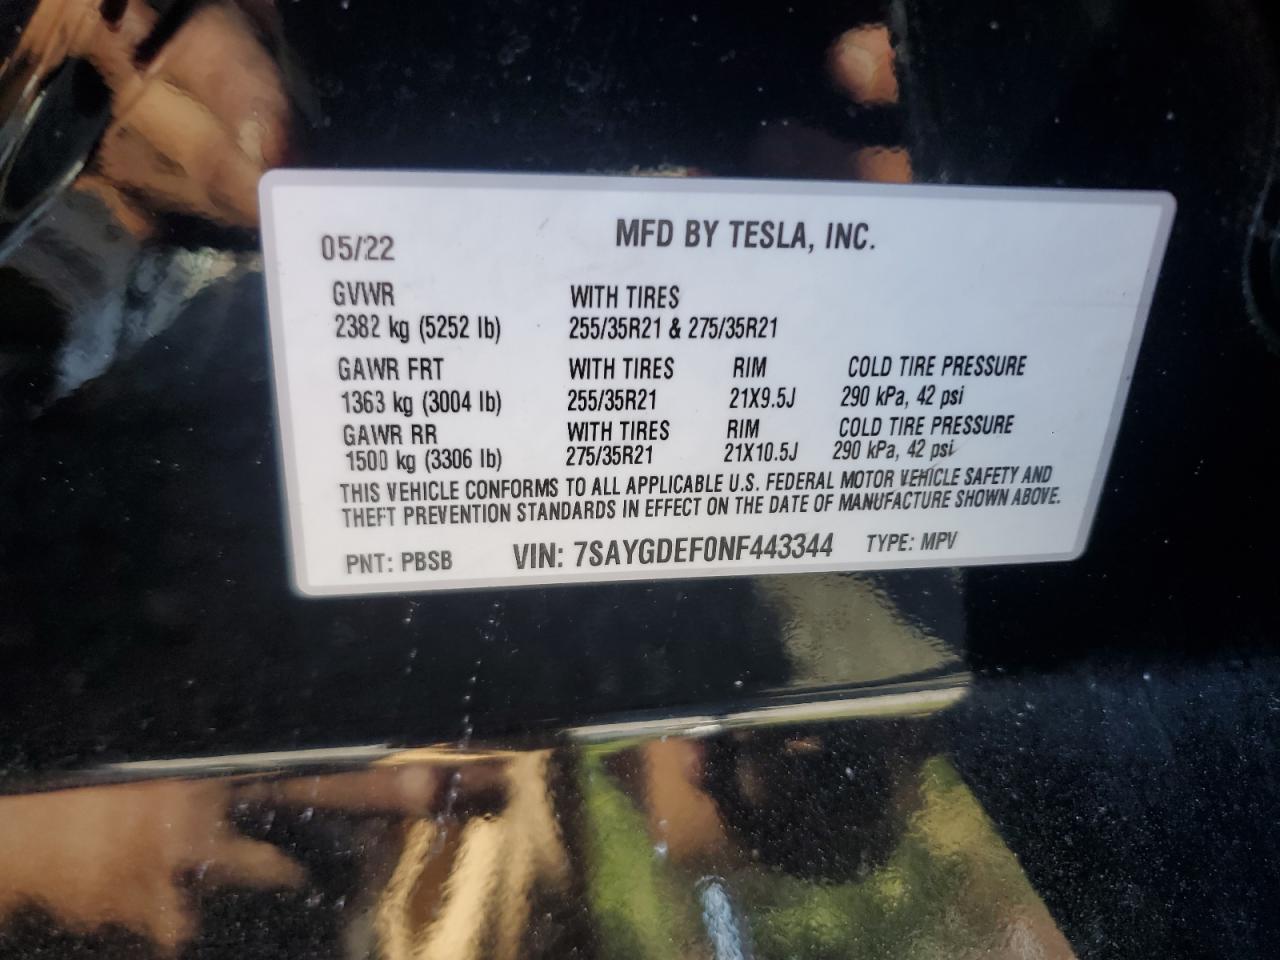 MFD BY TESLA, INC.
05/22
GVWR WITH TIRES
2382 kg (5252 lb) 255/35R21 & 275/35R21
GAWR FRT WITH TIRES RIM COLD TIRE PRESSURE
1363 kg (3004 lb) 255/35R21 21X9.5J 290 kPa, 42 psi
GAWR RR WITH TIRES RIM COLD TIRE PRESSURE
1500 kg (3306 lb) 275/35R21 21X10.5J 290 kPa, 42 psi
THIS VEHICLE CONFORMS TO ALL APPLICABLE U.S. FEDERAL MOTOR VEHICLE SAFETY AND
THEFT PREVENTION STANDARDS IN EFFECT ON THE DATE OF MANUFACTURE SHOWN ABOVE.
PNT: PBSB VIN: 7SAYGDEF0NF443344 TYPE: MPV